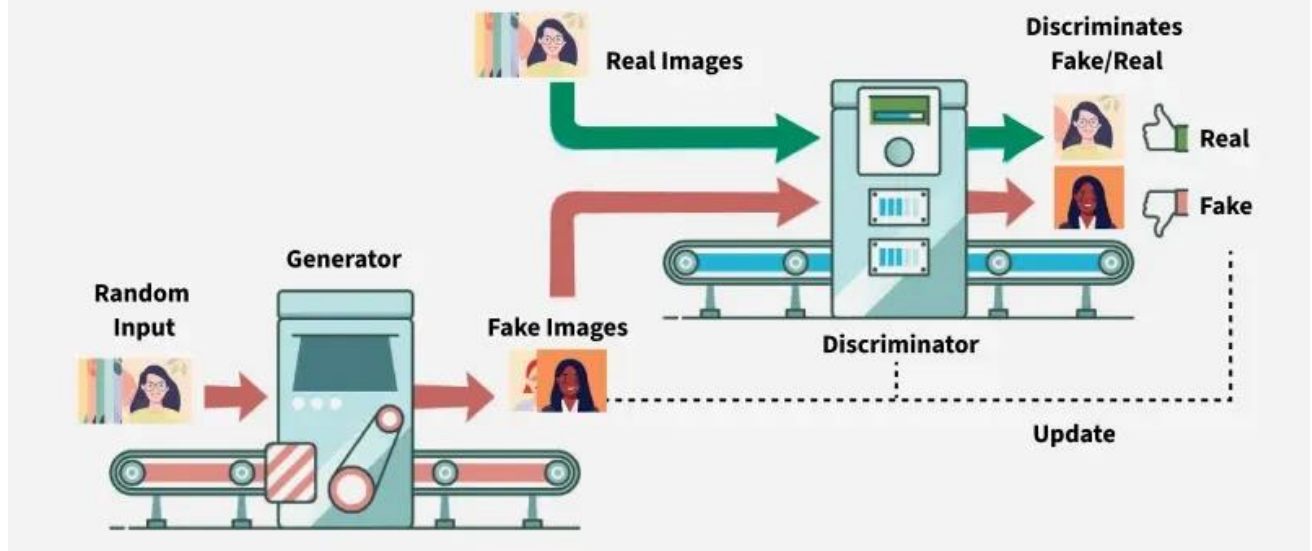 Real Images
Discriminates
Fake/Real
Real
Fake
Generator
Random
Input
Fake Images
Discriminator
Update